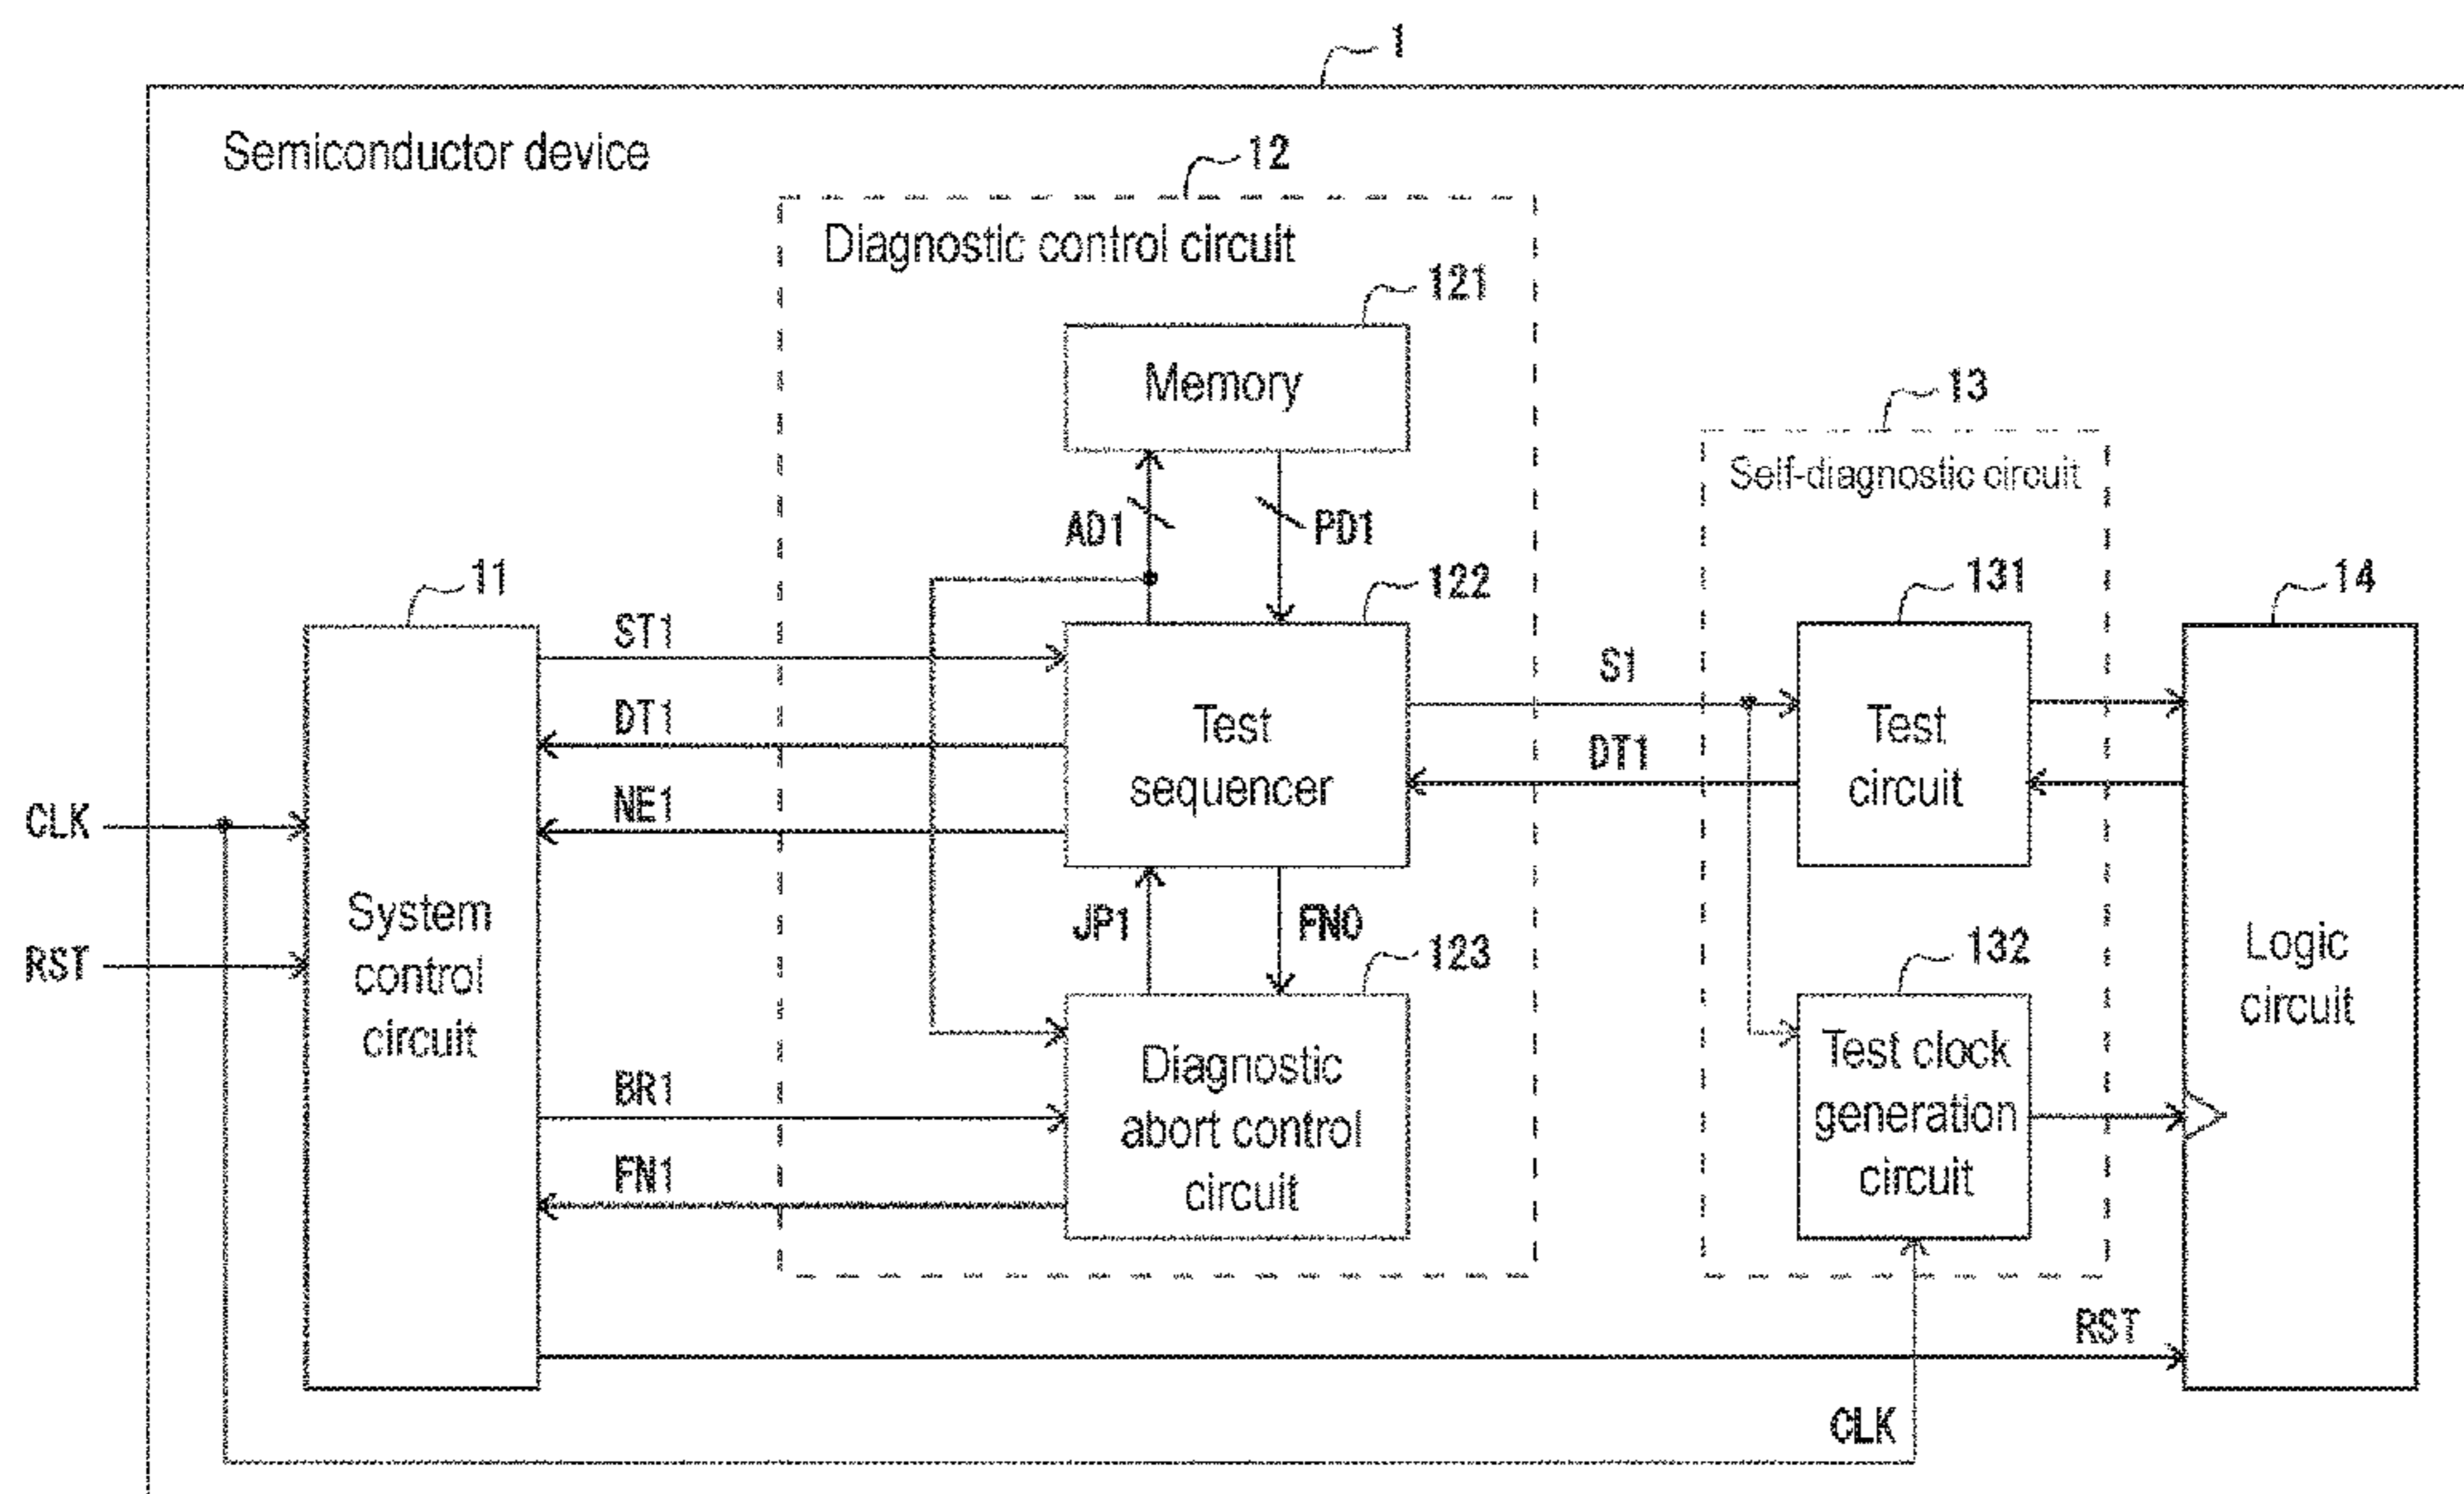 1
Semiconductor device
12
Diagnostic control circuit
121
Memory
13
Self-diagnostic circuit
AD1
PD1
11
122
131
14
ST1
S1
DT1
Test
sequencer
Test
circuit
DT1
NE1
CLK
System
control
circuit
JP1
FN0
123
132
Logic
circuit
RST
Diagnostic
abort control
circuit
Test clock
generation
circuit
BR1
FN1
RST
CLK